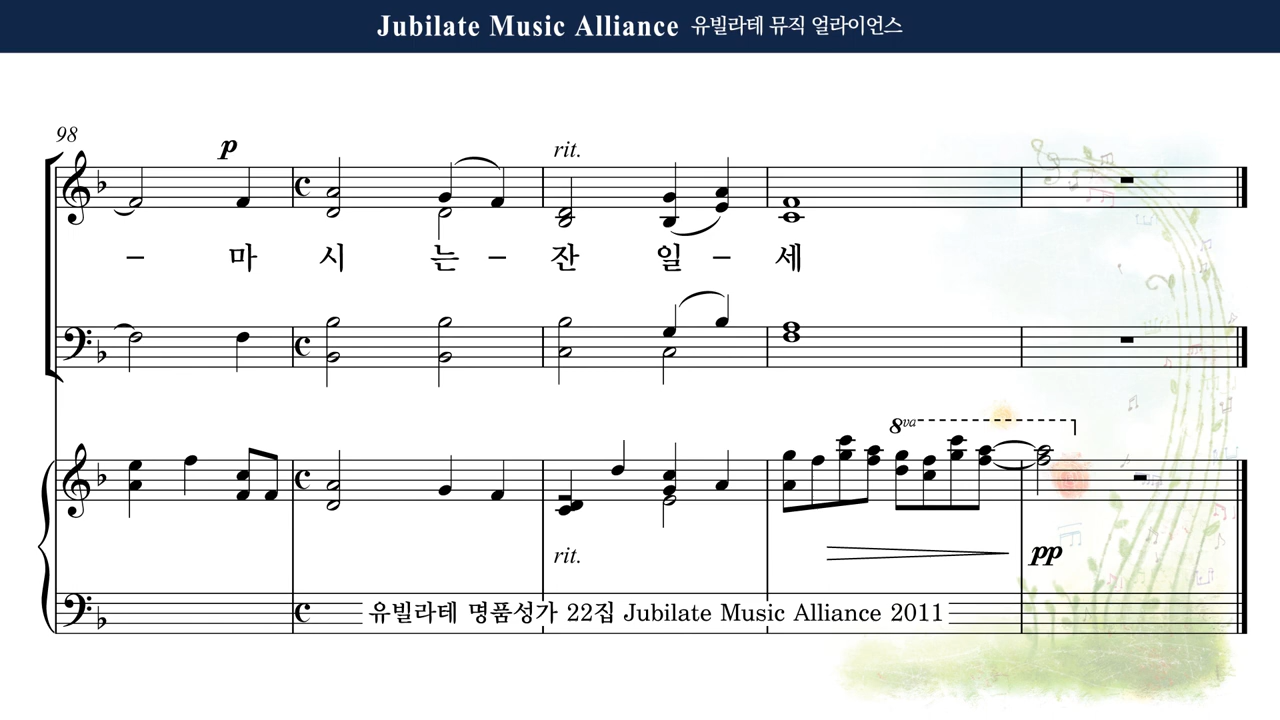 Jubilate Music Alliance 유빌라테 뮤직 얼라이언스
98
p
rit.
– 마 시 는 – 잔 일 – 세
8va
rit.
pp
유빌라테 명품성가 22집 Jubilate Music Alliance 2011